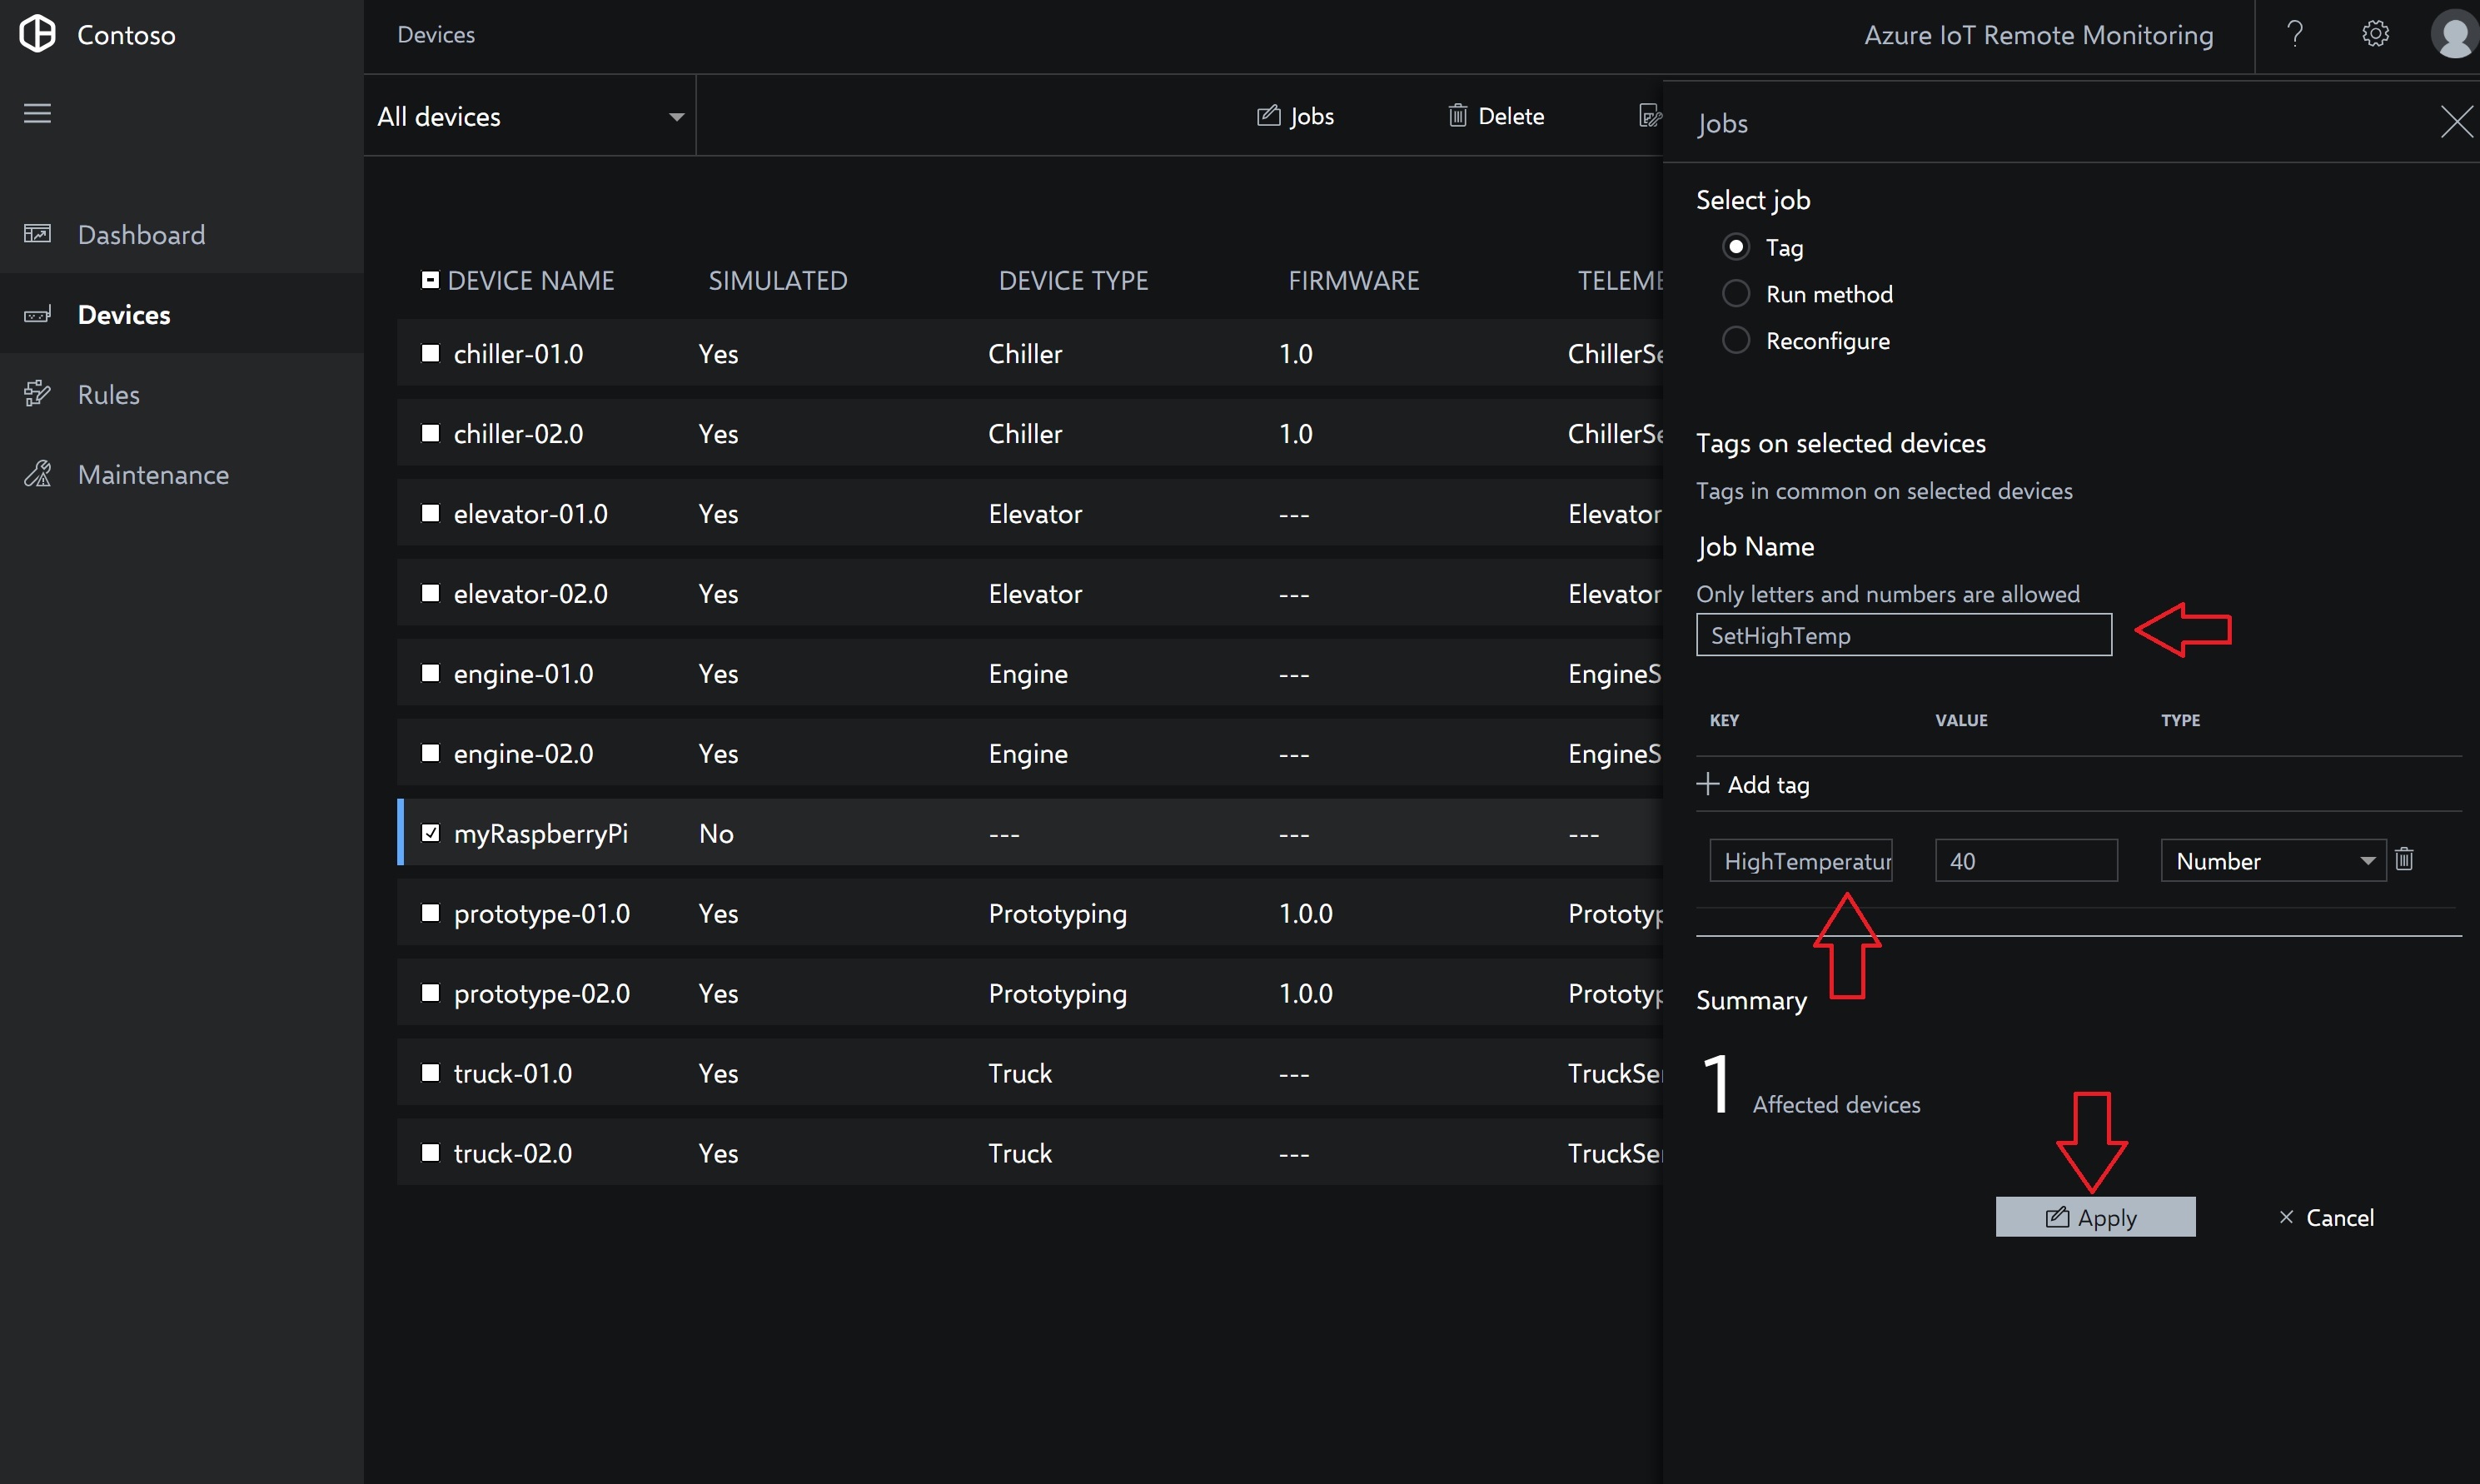 Contoso
Devices
Azure IoT Remote Monitoring
?
All devices
Jobs
Delete
Dashboard
Devices
Rules
Maintenance
DEVICE NAME SIMULATED DEVICE TYPE FIRMWARE TELEME
chiller-01.0 Yes Chiller 1.0 ChillerSe
chiller-02.0 Yes Chiller 1.0 ChillerSe
elevator-01.0 Yes Elevator --- Elevator
elevator-02.0 Yes Elevator --- Elevator
engine-01.0 Yes Engine --- EngineS
engine-02.0 Yes Engine --- EngineS
myRaspberryPi No --- --- ---
prototype-01.0 Yes Prototyping 1.0.0 Prototyp
prototype-02.0 Yes Prototyping 1.0.0 Prototyp
truck-01.0 Yes Truck --- TruckSe
truck-02.0 Yes Truck --- TruckSe
Jobs
Select job
Tag
Run method
Reconfigure
Tags on selected devices
Tags in common on selected devices
Job Name
Only letters and numbers are allowed
SetHighTemp
KEY VALUE TYPE
Add tag
HighTemperatur 40 Number
Summary
1 Affected devices
Apply
Cancel